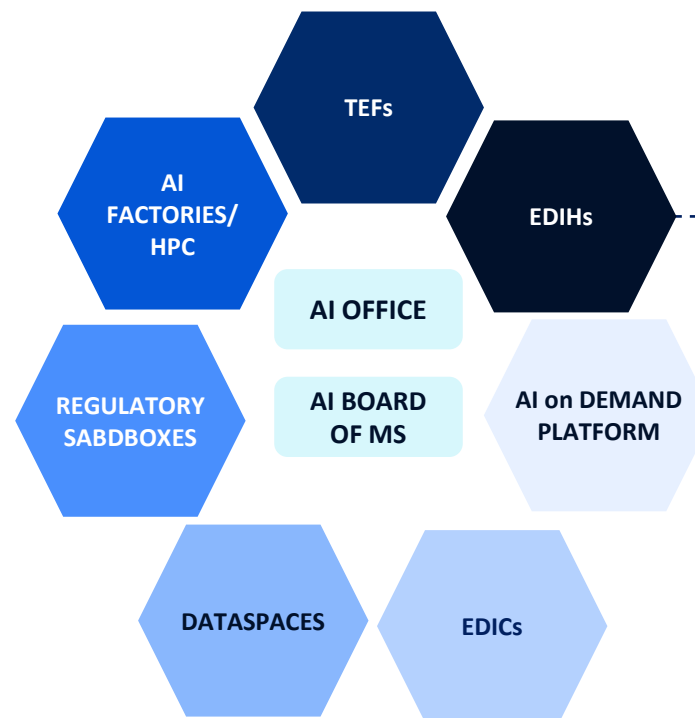 TEFs
AI
FACTORIES/
HPC
EDIHs
AI OFFICE
REGULATORY
SABDBOXES
AI BOARD
OF MS
AI on DEMAND
PLATFORM
DATASPACES
EDICs